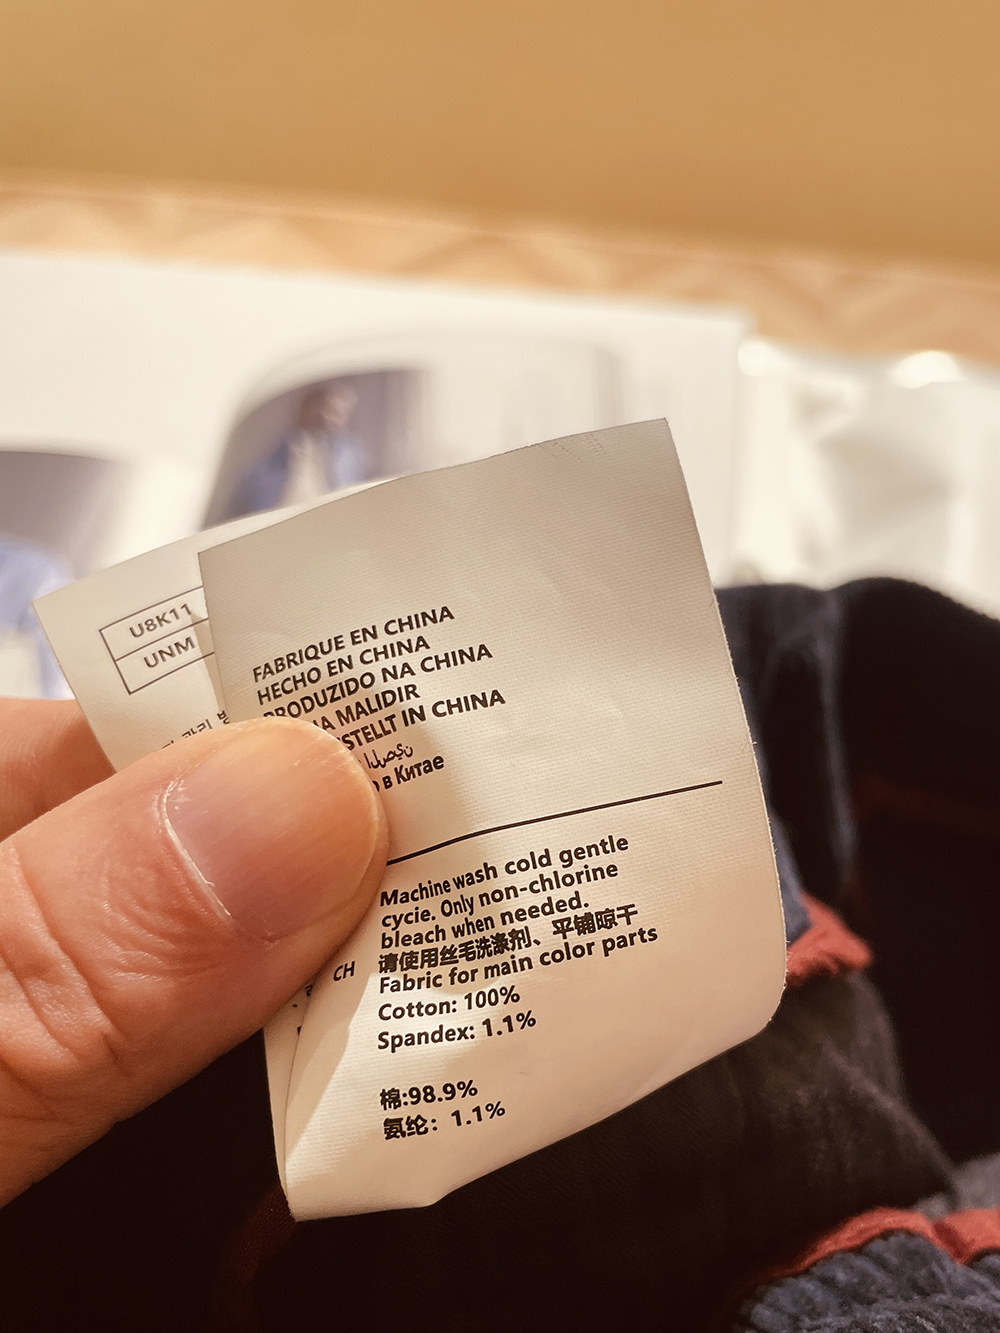 U8K11
UNM
FABRIQUE EN CHINA
HECHO EN CHINA
PRODUZIDO NA CHINA
MALIDIR
IN CHINA
в Китае
Machine wash cold gentle
cycie. Only non-chlorine
bleach when needed.
请使用丝毛洗涤剂、平铺晾干
CH
Fabric for main color parts
Cotton: 100%
Spandex: 1.1%
棉:98.9%
氨纶: 1.1%